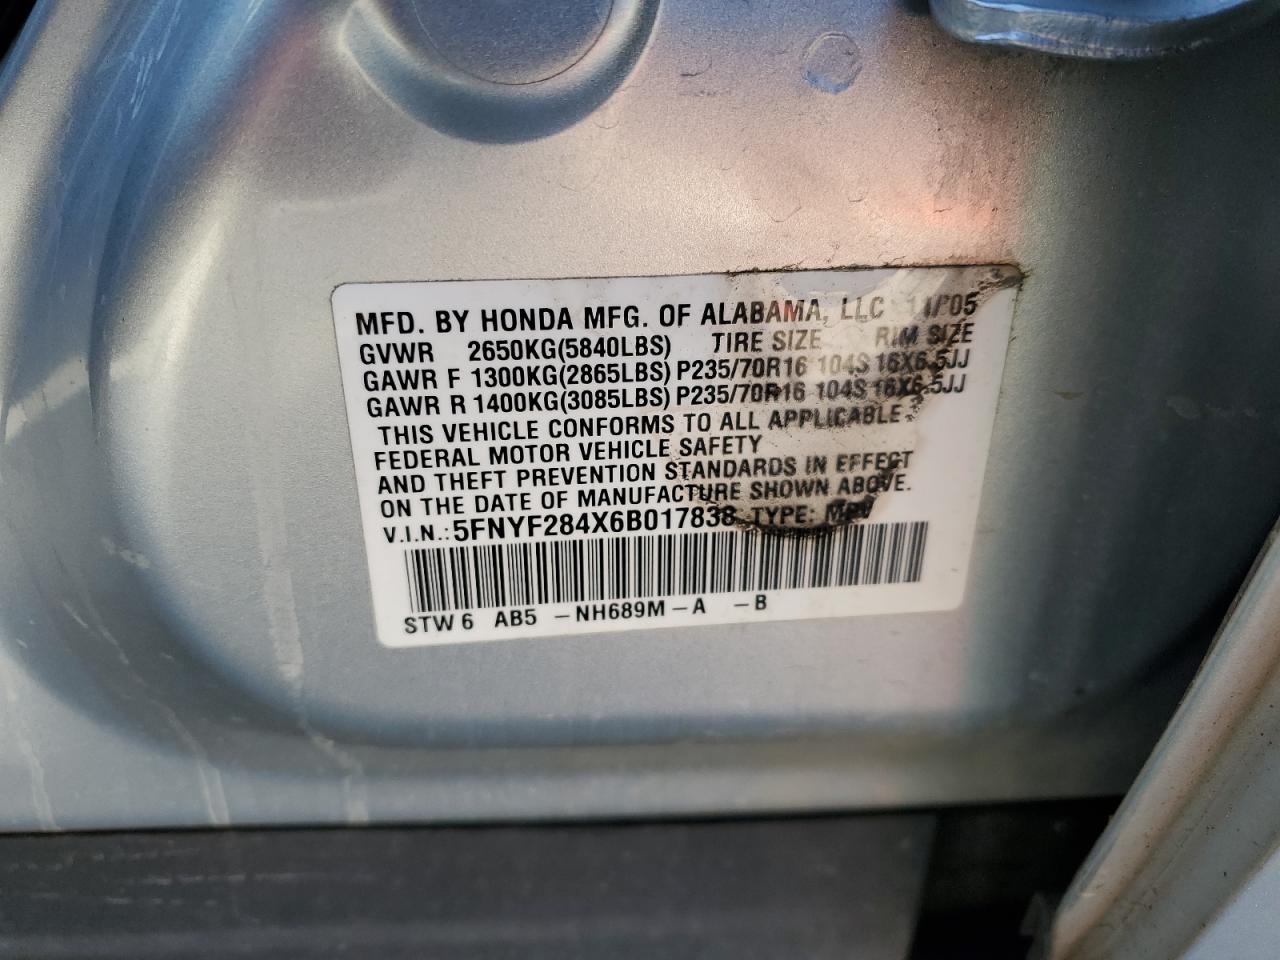 MFD. BY HONDA MFG. OF ALABAMA, LLC 11/05
GVWR 2650KG(5840LBS) TIRE SIZE RIM SIZE
GAWR F 1300KG(2865LBS) P235/70R16 104S 16X6.5JJ
GAWR R 1400KG(3085LBS) P235/70R16 104S 16X6.5JJ
THIS VEHICLE CONFORMS TO ALL APPLICABLE
FEDERAL MOTOR VEHICLE SAFETY
AND THEFT PREVENTION STANDARDS IN EFFECT
ON THE DATE OF MANUFACTURE SHOWN ABOVE.
V.I.N.: 5FNYF284X6B017838 TYPE: MPV
STW 6 AB5 -NH689M-A -B